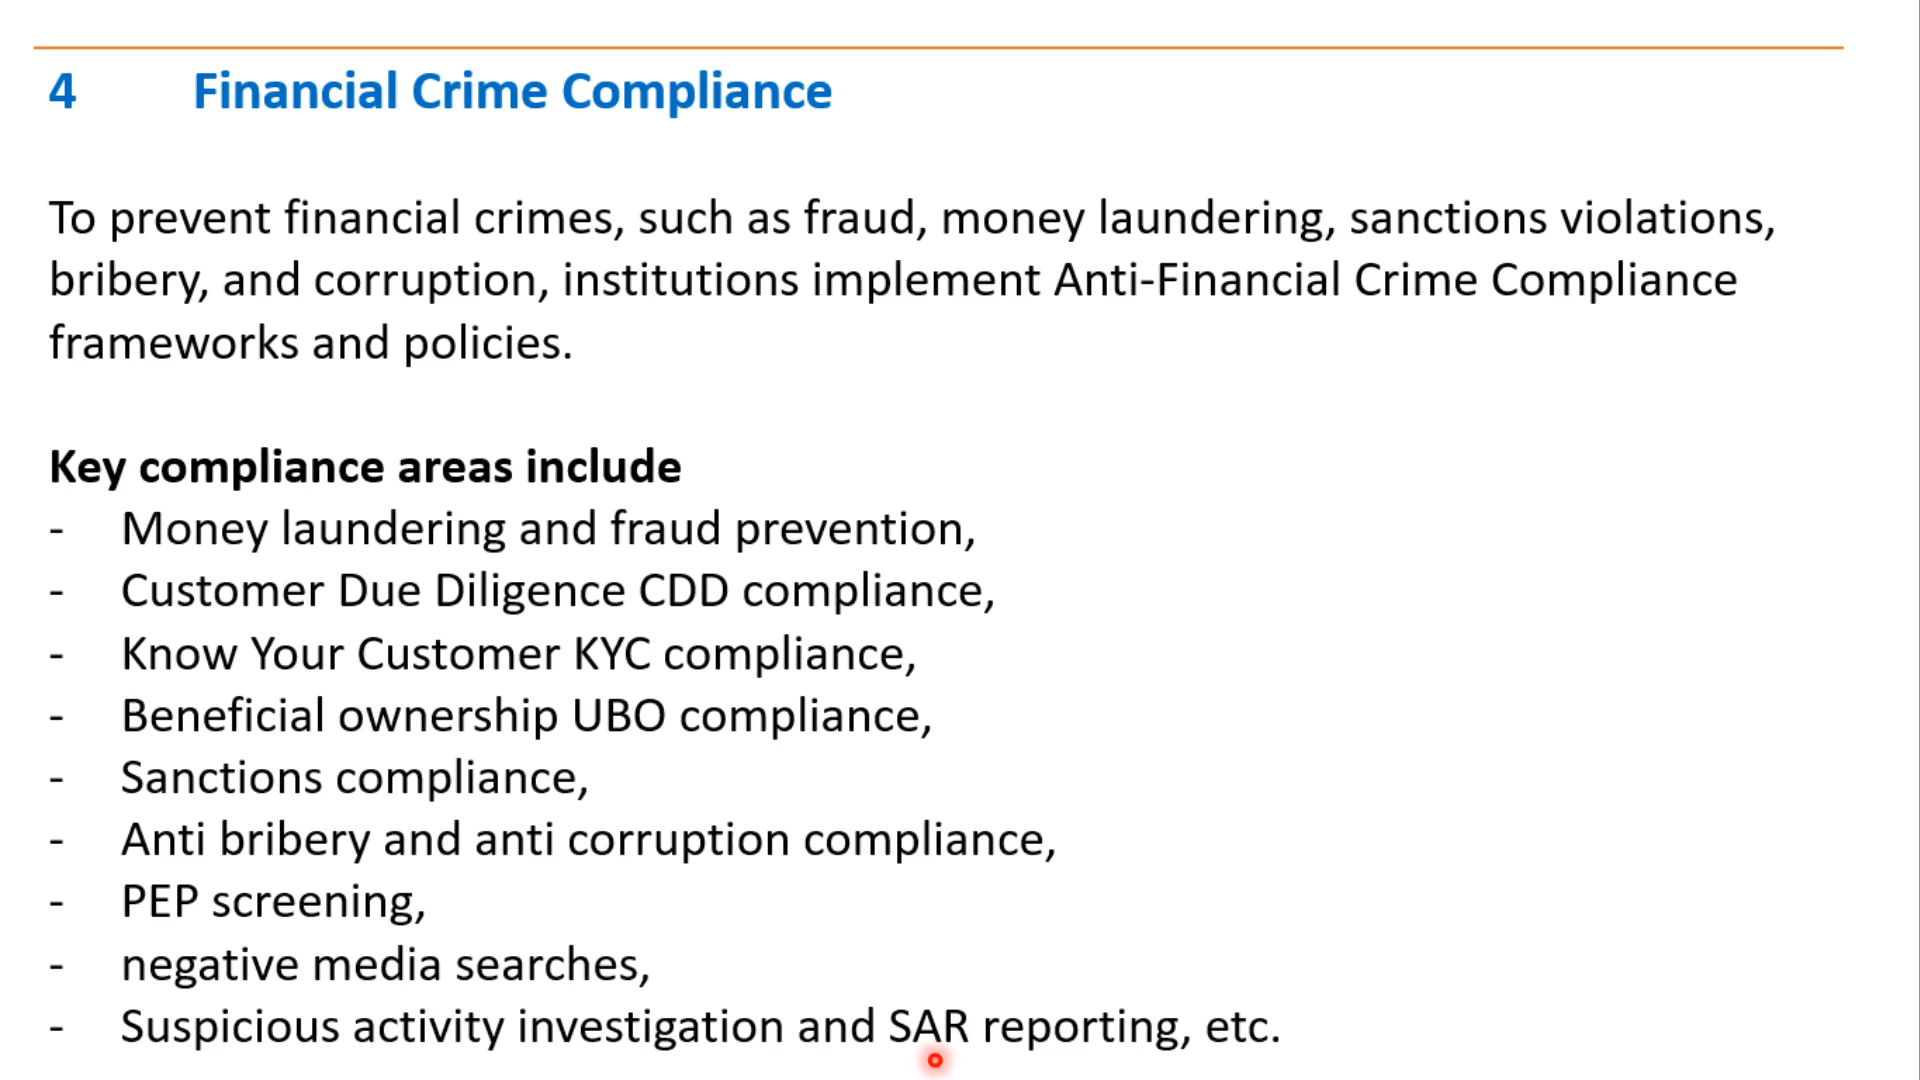 4 Financial Crime Compliance
To prevent financial crimes, such as fraud, money laundering, sanctions violations,
bribery, and corruption, institutions implement Anti-Financial Crime Compliance
frameworks and policies.
Key compliance areas include
- Money laundering and fraud prevention,
- Customer Due Diligence CDD compliance,
- Know Your Customer KYC compliance,
- Beneficial ownership UBO compliance,
- Sanctions compliance,
- Anti bribery and anti corruption compliance,
- PEP screening,
- negative media searches,
- Suspicious activity investigation and SAR reporting, etc.